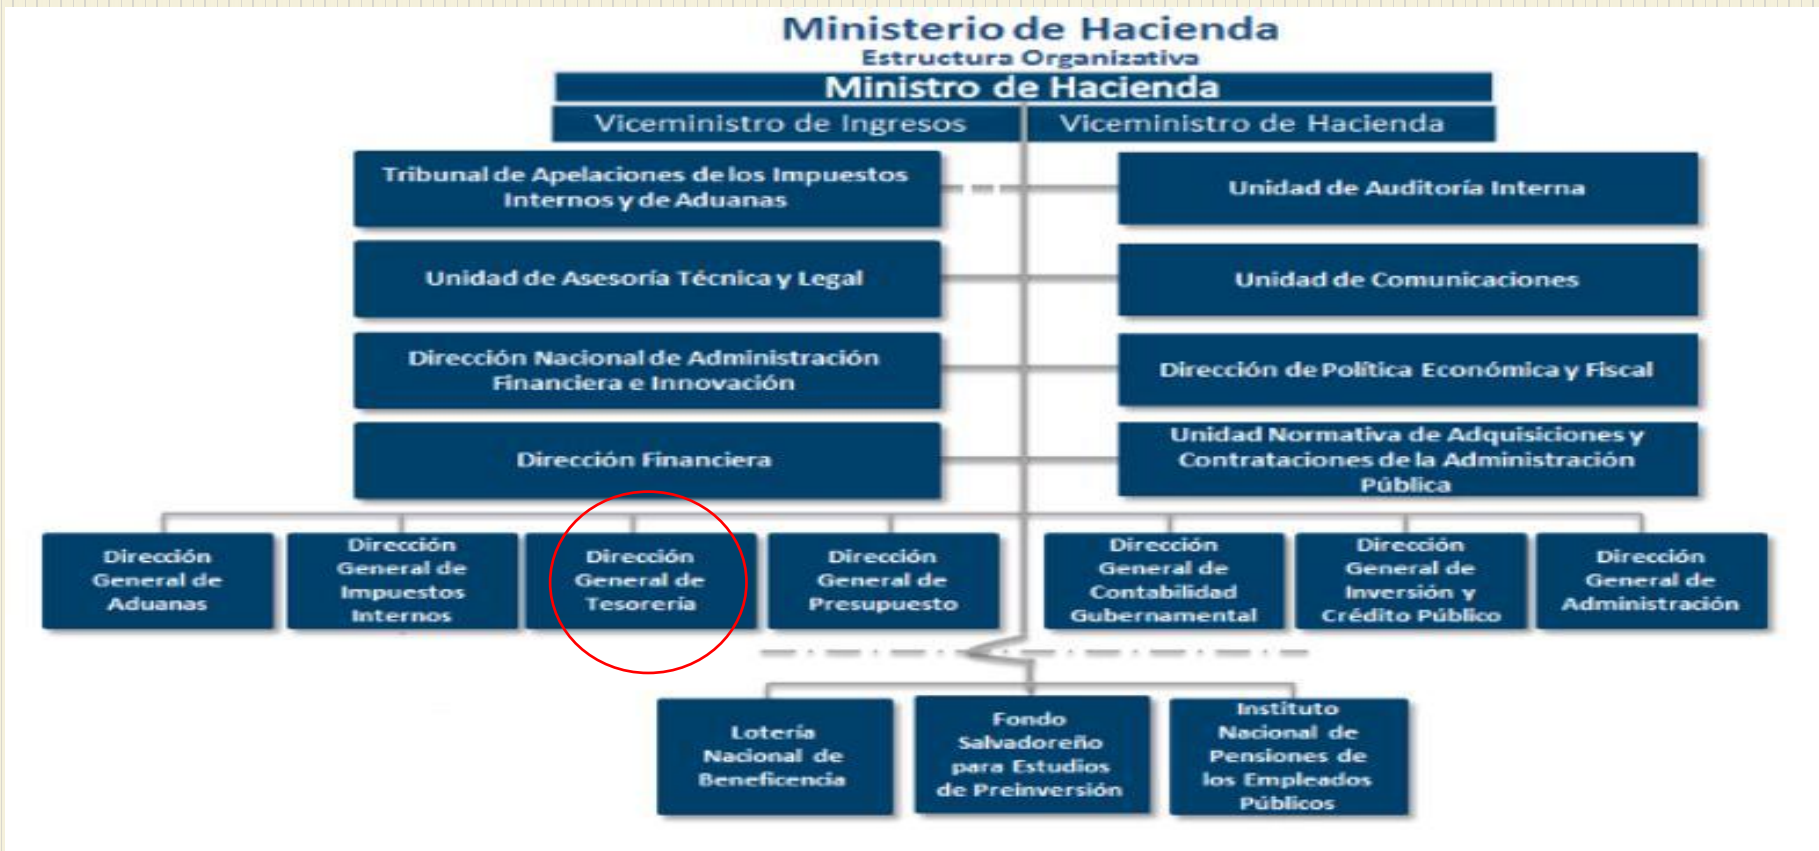 Ministerio de Hacienda
Estructura Organizativa
Ministro de Hacienda
Viceministro de Ingresos
Viceministro de Hacienda
Tribunal de Apelaciones de los Impuestos
Internos y de Aduanas
Unidad de Auditoría Interna
Unidad de Asesoría Técnica y Legal
Unidad de Comunicaciones
Dirección Nacional de Administración
Financiera e Innovación
Dirección de Política Económica y Fiscal
Dirección Financiera
Unidad Normativa de Adquisiciones y
Contrataciones de la Administración
Pública
Dirección
General de
Aduanas
Dirección
General de
Impuestos
Internos
Dirección
General de
Tesorería
Dirección
General de
Presupuesto
Dirección
General de
Contabilidad
Gubernamental
Dirección
General de
Inversión y
Crédito Público
Dirección
General de
Administración
Lotería
Nacional de
Beneficencia
Fondo
Salvadoreño
para Estudios
de Preinversión
Instituto
Nacional de
Pensiones de
los Empleados
Públicos